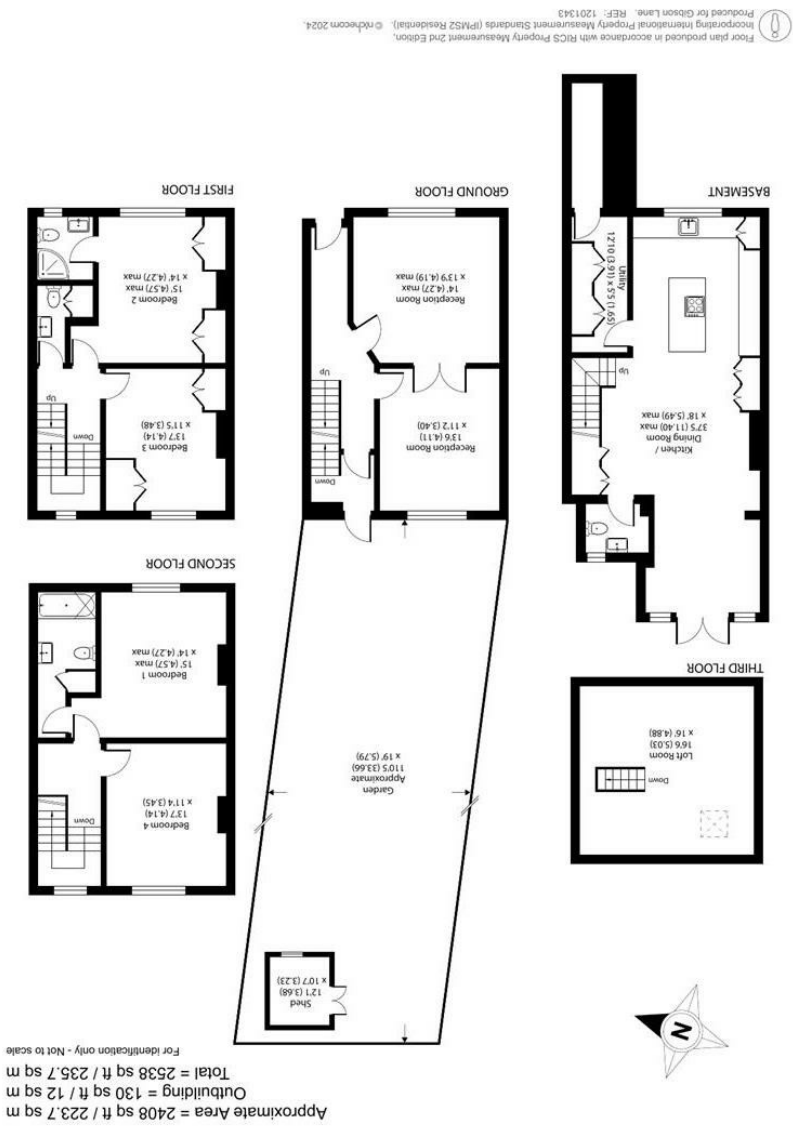 Approximate Area = 2408 sq ft / 223.7 sq m
Outbuilding = 130 sq ft / 12 sq m
Total = 2538 sq ft / 235.7 sq m
For identification only - Not to scale
N
Shed
12'1 (3.68)
x 10'7 (3.23)
Garden
Approximate
110'5 (33.66)
x 19' (5.79)
Down
Loft Room
16'6 (5.03)
x 16' (4.88)
THIRD FLOOR
Bedroom 4
13'7 (4.14)
x 11'4 (3.45)
Down
Bedroom 1
15' (4.57) max
x 14' (4.27) max
SECOND FLOOR
Kitchen /
Dining Room
37'5 (11.40) max
x 18' (5.49) max
Up
Utility
12'10 (3.91) x 5'5 (1.65)
BASEMENT
Down
Reception Room
13'6 (4.11)
x 11'2 (3.40)
Up
Reception Room
14' (4.27) max
x 13'9 (4.19) max
GROUND FLOOR
Bedroom 3
13'7 (4.14)
x 11'5 (3.48)
Down
Up
Bedroom 2
15' (4.57) max
x 14' (4.27) max
FIRST FLOOR
Floor plan produced in accordance with RICS Property Measurement 2nd Edition,
Incorporating International Property Measurement Standards (IPMS2 Residential). © nichecom 2024.
Produced for Gibson Lane. REF: 1201343